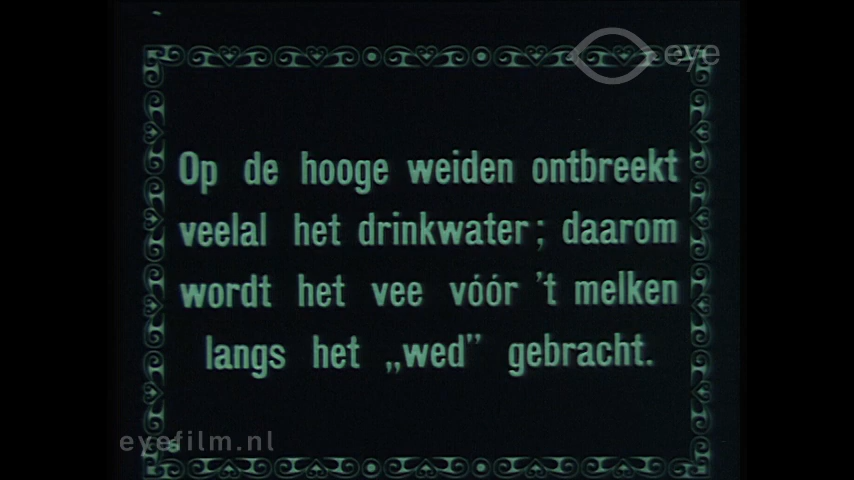 eye
Op de hooge weiden ontbreekt
veelal het drinkwater; daarom
wordt het vee vóór 't melken
langs het „wed” gebracht.
eyefilm.nl